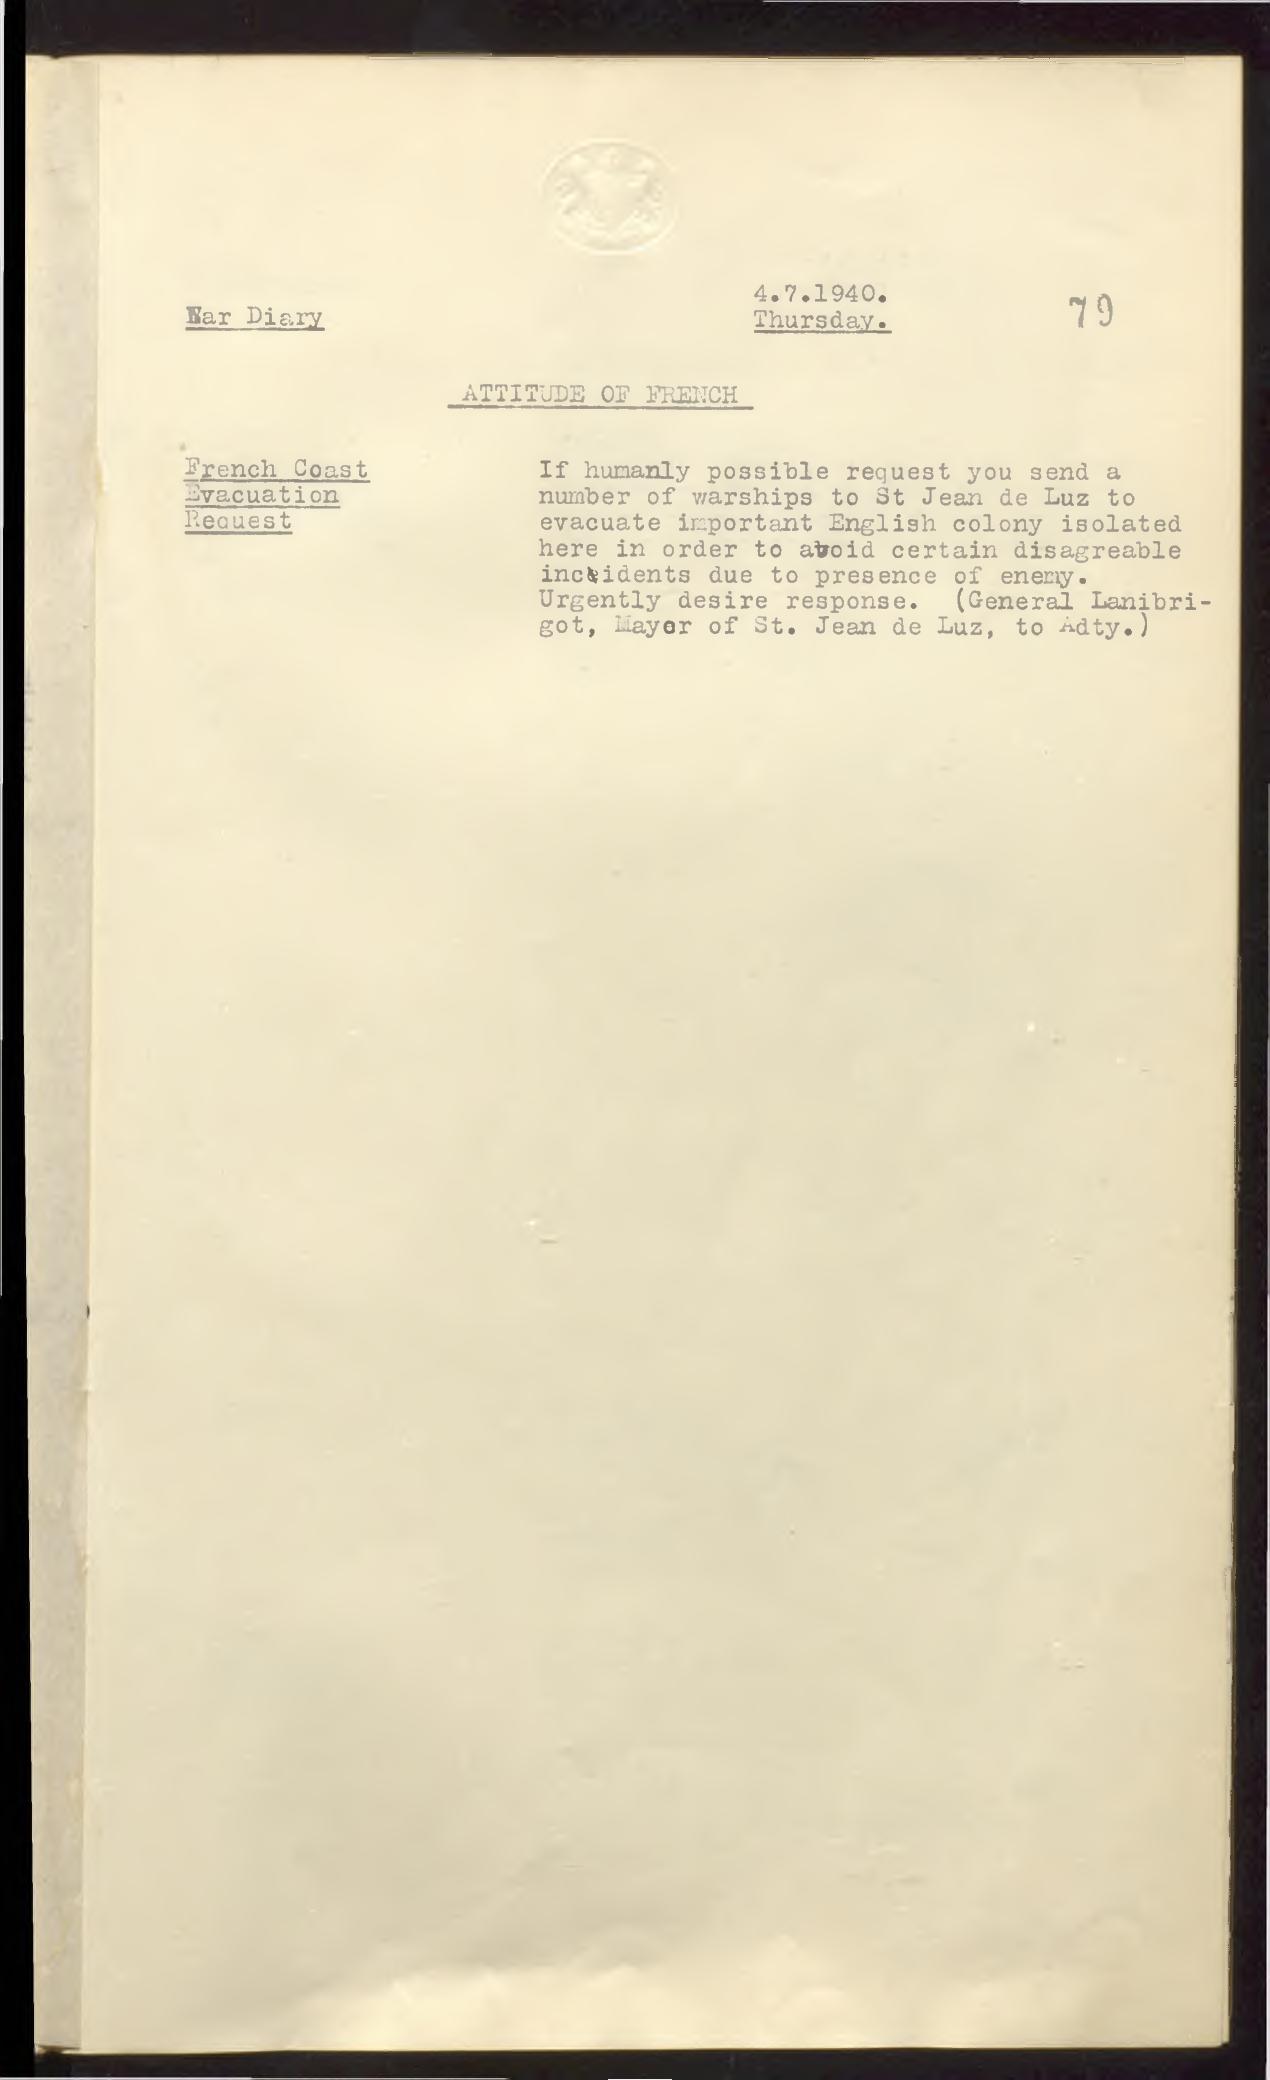 4.7.1940.
War Diary
Thursday.
79
ATTITUDE OF FRENCH
French Coast
Evacuation
Request
If humanly possible request you send a
number of warships to St Jean de Luz to
evacuate important English colony isolated
here in order to avoid certain disagreable
incidents due to presence of enemy.
Urgently desire response. (General Lanibri-
got, Mayor of St. Jean de Luz, to Adty.)